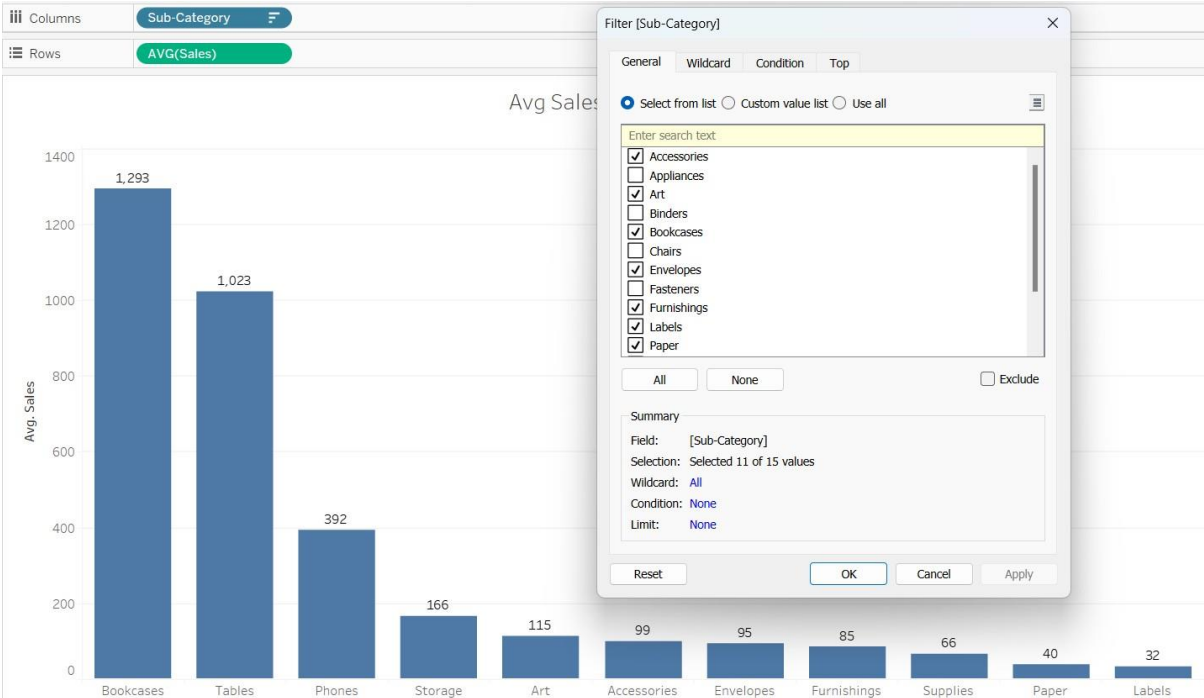 Columns
Sub-Category
Rows
AVG(Sales)
Avg Sales
Filter [Sub-Category]
General Wildcard Condition Top
Select from list Custom value list Use all
Enter search text
Accessories
Appliances
Art
Binders
Bookcases
Chairs
Envelopes
Fasteners
Furnishings
Labels
Paper
All None Exclude
Summary
Field: [Sub-Category]
Selection: Selected 11 of 15 values
Wildcard: All
Condition: None
Limit: None
Reset OK Cancel Apply
Avg. Sales
1400
1200
1000
800
600
400
200
0
1,293
1,023
392
166
115
99
95
85
66
40
32
Bookcases Tables Phones Storage Art Accessories Envelopes Furnishings Supplies Paper Labels